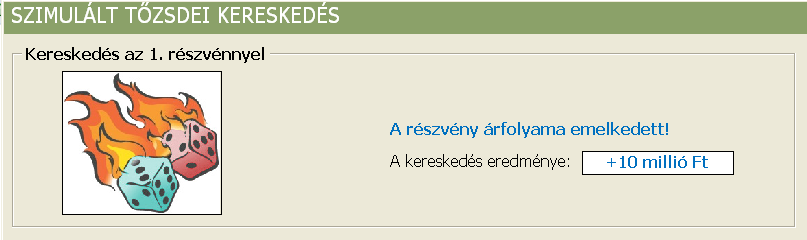 SZIMULÁLT TŐZSDEI KERESKEDÉS
Kereskedés az 1. részvénnyel
A részvény árfolyama emelkedett!
A kereskedés eredménye: +10 millió Ft